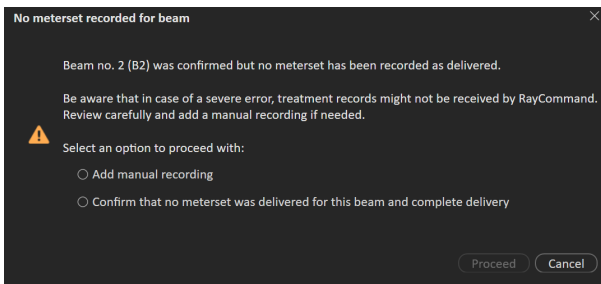 No meterset recorded for beam
Beam no. 2 (B2) was confirmed but no meterset has been recorded as delivered.
Be aware that in case of a severe error, treatment records might not be received by RayCommand.
Review carefully and add a manual recording if needed.
Select an option to proceed with:
Add manual recording
Confirm that no meterset was delivered for this beam and complete delivery
Proceed Cancel